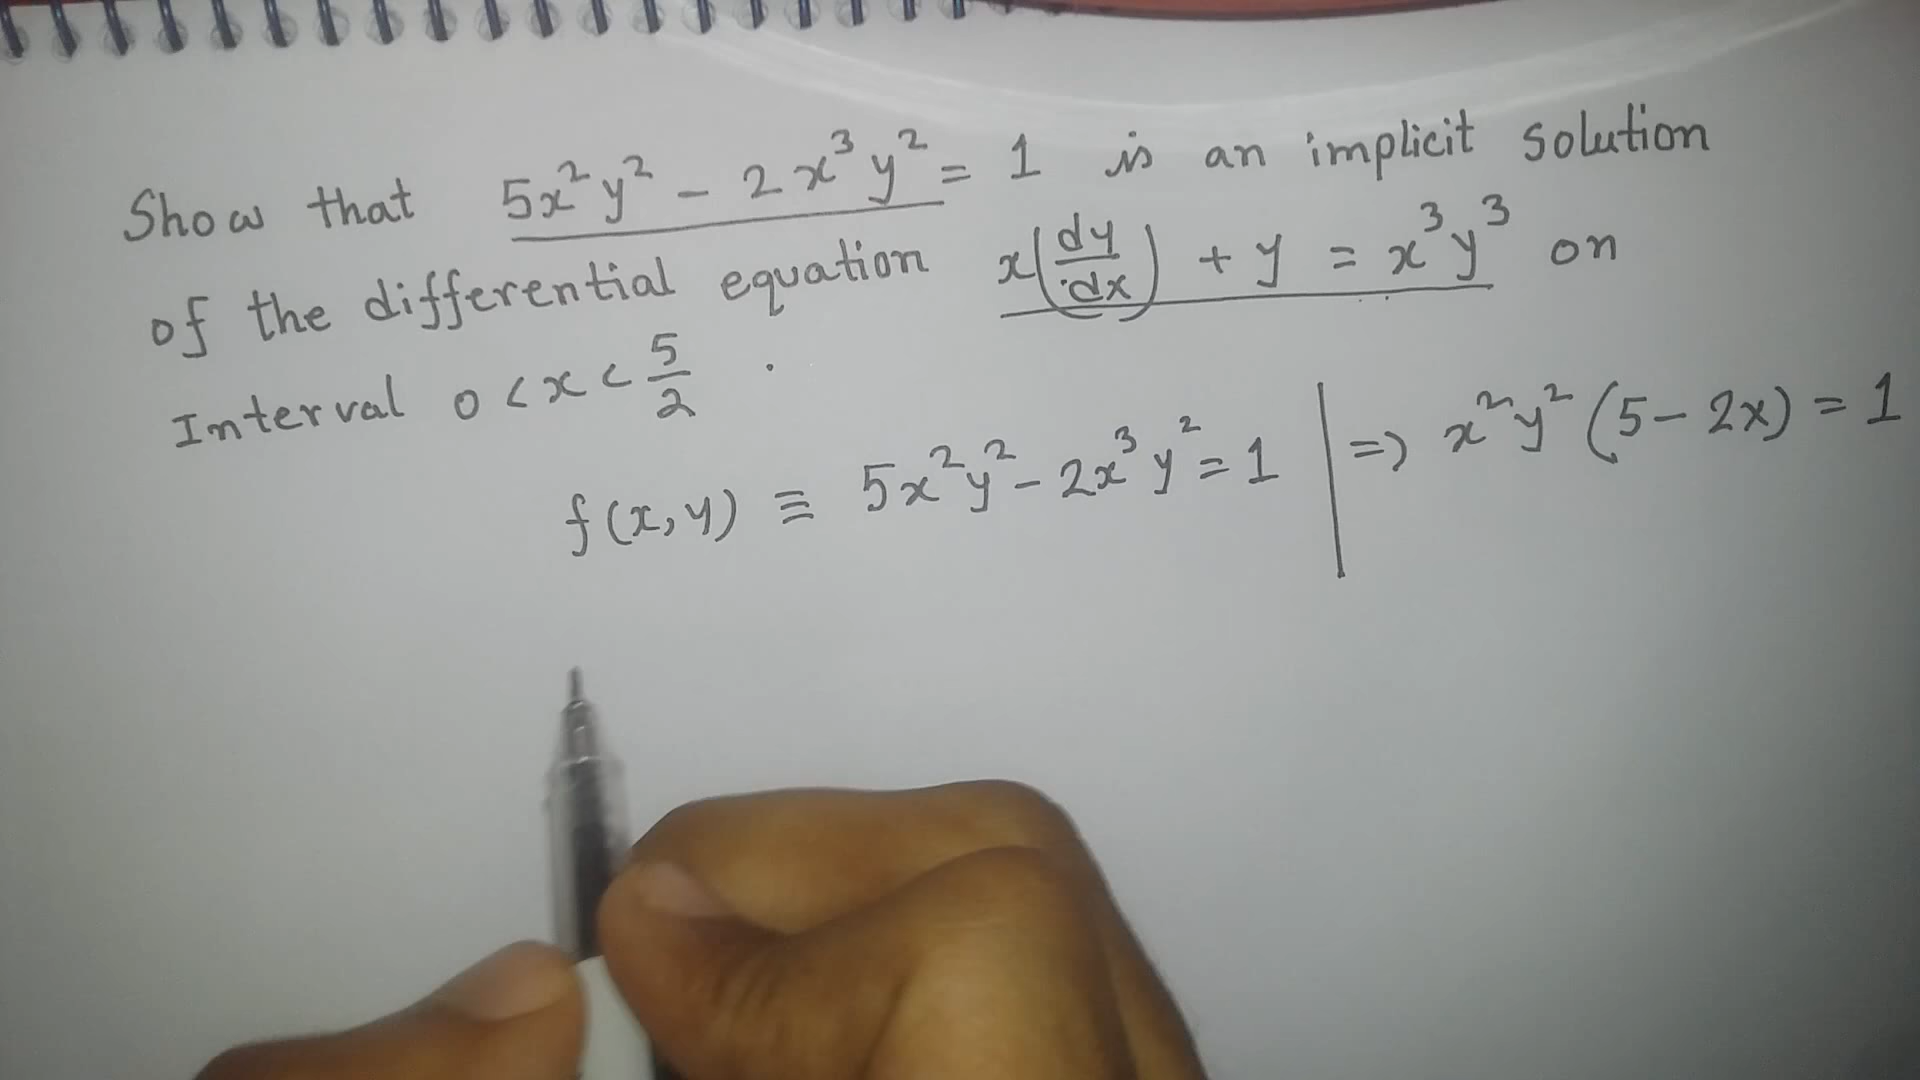 Show that 5x²y² - 2x³y² = 1 is an implicit solution
of the differential equation x(dy/dx) + y = x³y³ on
Interval 0 < x < 5/2 .
f(x,y) ≡ 5x²y² - 2x³y² = 1 | ⇒ x²y² (5 - 2x) = 1